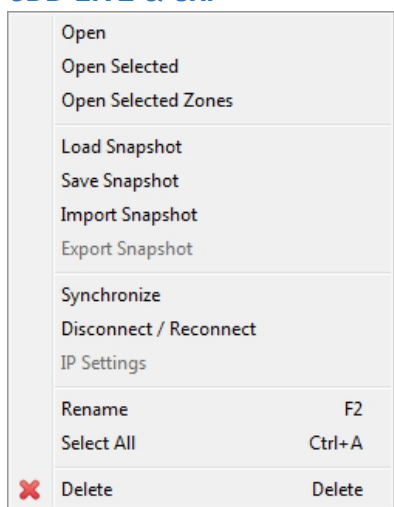 Open
Open Selected
Open Selected Zones
Load Snapshot
Save Snapshot
Import Snapshot
Export Snapshot
Synchronize
Disconnect / Reconnect
IP Settings
Rename F2
Select All Ctrl+A
Delete Delete